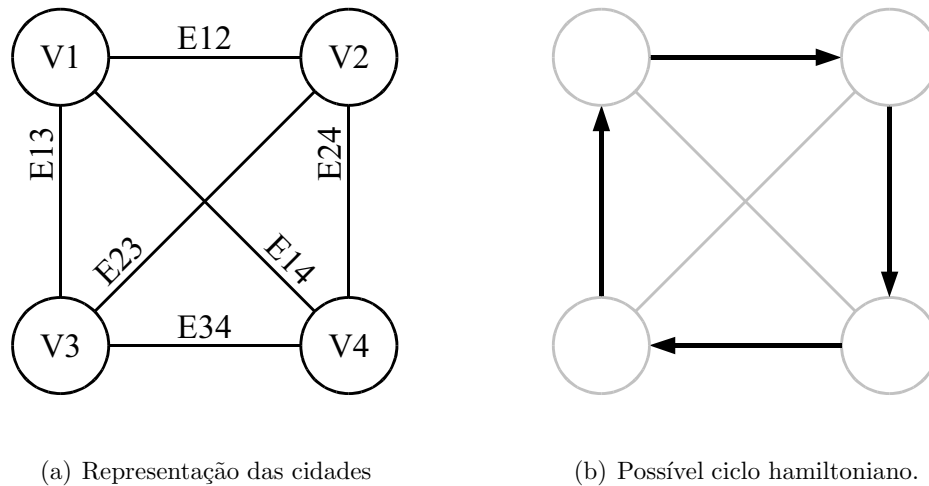 V1
E12
V2
E13
E24
E23
E14
V3
E34
V4
(a) Representação das cidades
(b) Possível ciclo hamiltoniano.